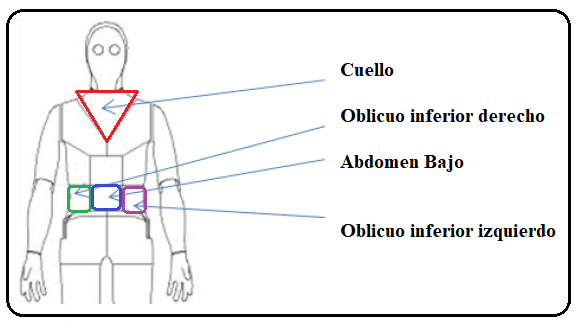 Cuello
Oblicuo inferior derecho
Abdomen Bajo
Oblicuo inferior izquierdo